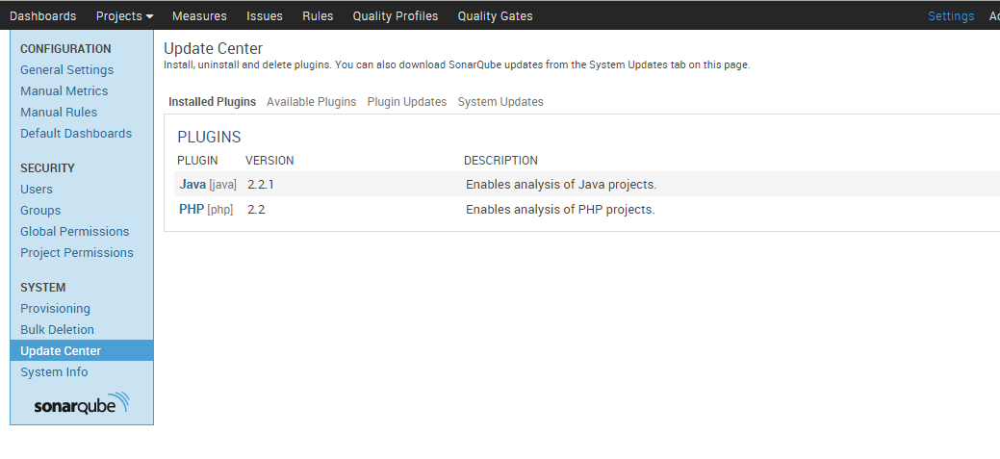 Dashboards Projects Measures Issues Rules Quality Profiles Quality Gates Settings
CONFIGURATION
General Settings
Manual Metrics
Manual Rules
Default Dashboards
SECURITY
Users
Groups
Global Permissions
Project Permissions
SYSTEM
Provisioning
Bulk Deletion
Update Center
System Info
sonarqube
Update Center
Install, uninstall and delete plugins. You can also download SonarQube updates from the System Updates tab on this page.
Installed Plugins Available Plugins Plugin Updates System Updates
PLUGINS
PLUGIN VERSION DESCRIPTION
Java [java] 2.2.1 Enables analysis of Java projects.
PHP [php] 2.2 Enables analysis of PHP projects.